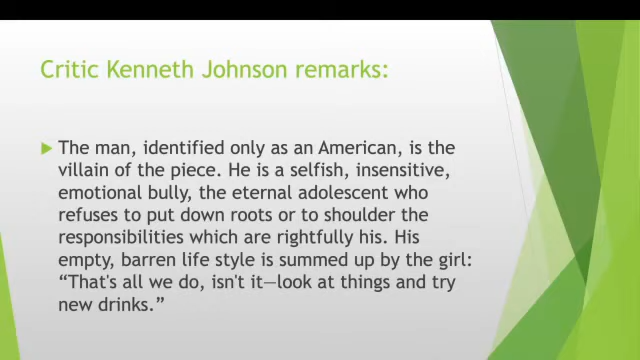 Critic Kenneth Johnson remarks:
The man, identified only as an American, is the
villain of the piece. He is a selfish, insensitive,
emotional bully, the eternal adolescent who
refuses to put down roots or to shoulder the
responsibilities which are rightfully his. His
empty, barren life style is summed up by the girl:
“That's all we do, isn't it—look at things and try
new drinks.”